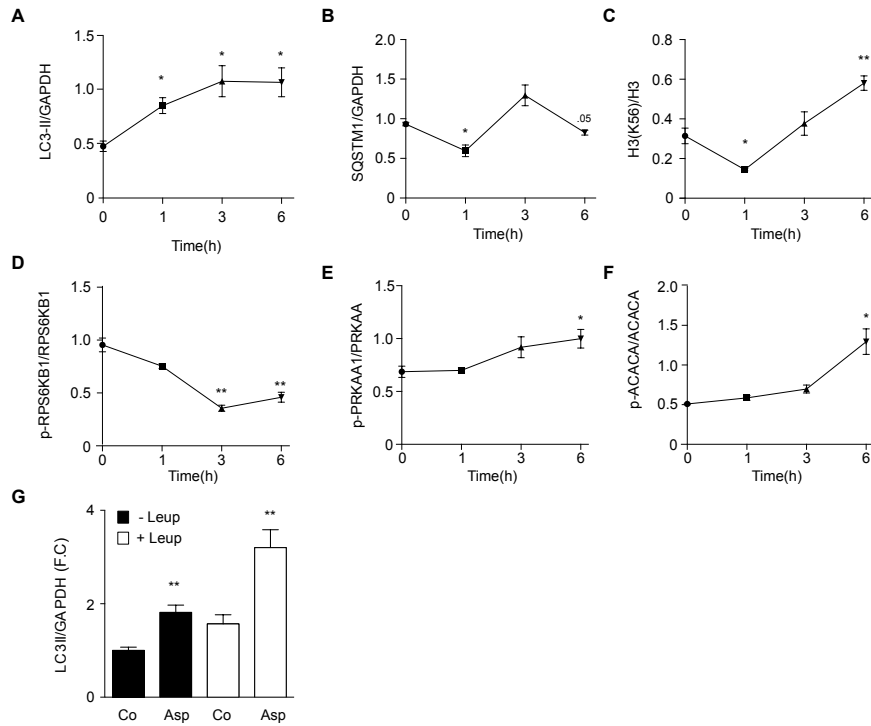 A
LC3-II/GAPDH
1.5
1.0
0.5
0
*
*
*
0 1 3 6
Time(h)
B
SQSTM1/GAPDH
2.0
1.5
1.0
0.5
0
*
.05
0 1 3 6
Time(h)
C
H3(K56)/H3
0.8
0.6
0.4
0.2
0
*
**
0 1 3 6
Time(h)
D
p-RPS6KB1/RPS6KB1
1.5
1.0
0.5
0
**
**
0 1 3 6
Time(h)
E
p-PRKAA1/PRKAA
1.5
1.0
0.5
0
*
0 1 3 6
Time(h)
F
p-ACACA/ACACA
2.0
1.5
1.0
0.5
0
*
0 1 3 6
Time(h)
G
LC3II/GAPDH (F.C)
4
2
0
- Leup
+ Leup
**
**
Co Asp Co Asp